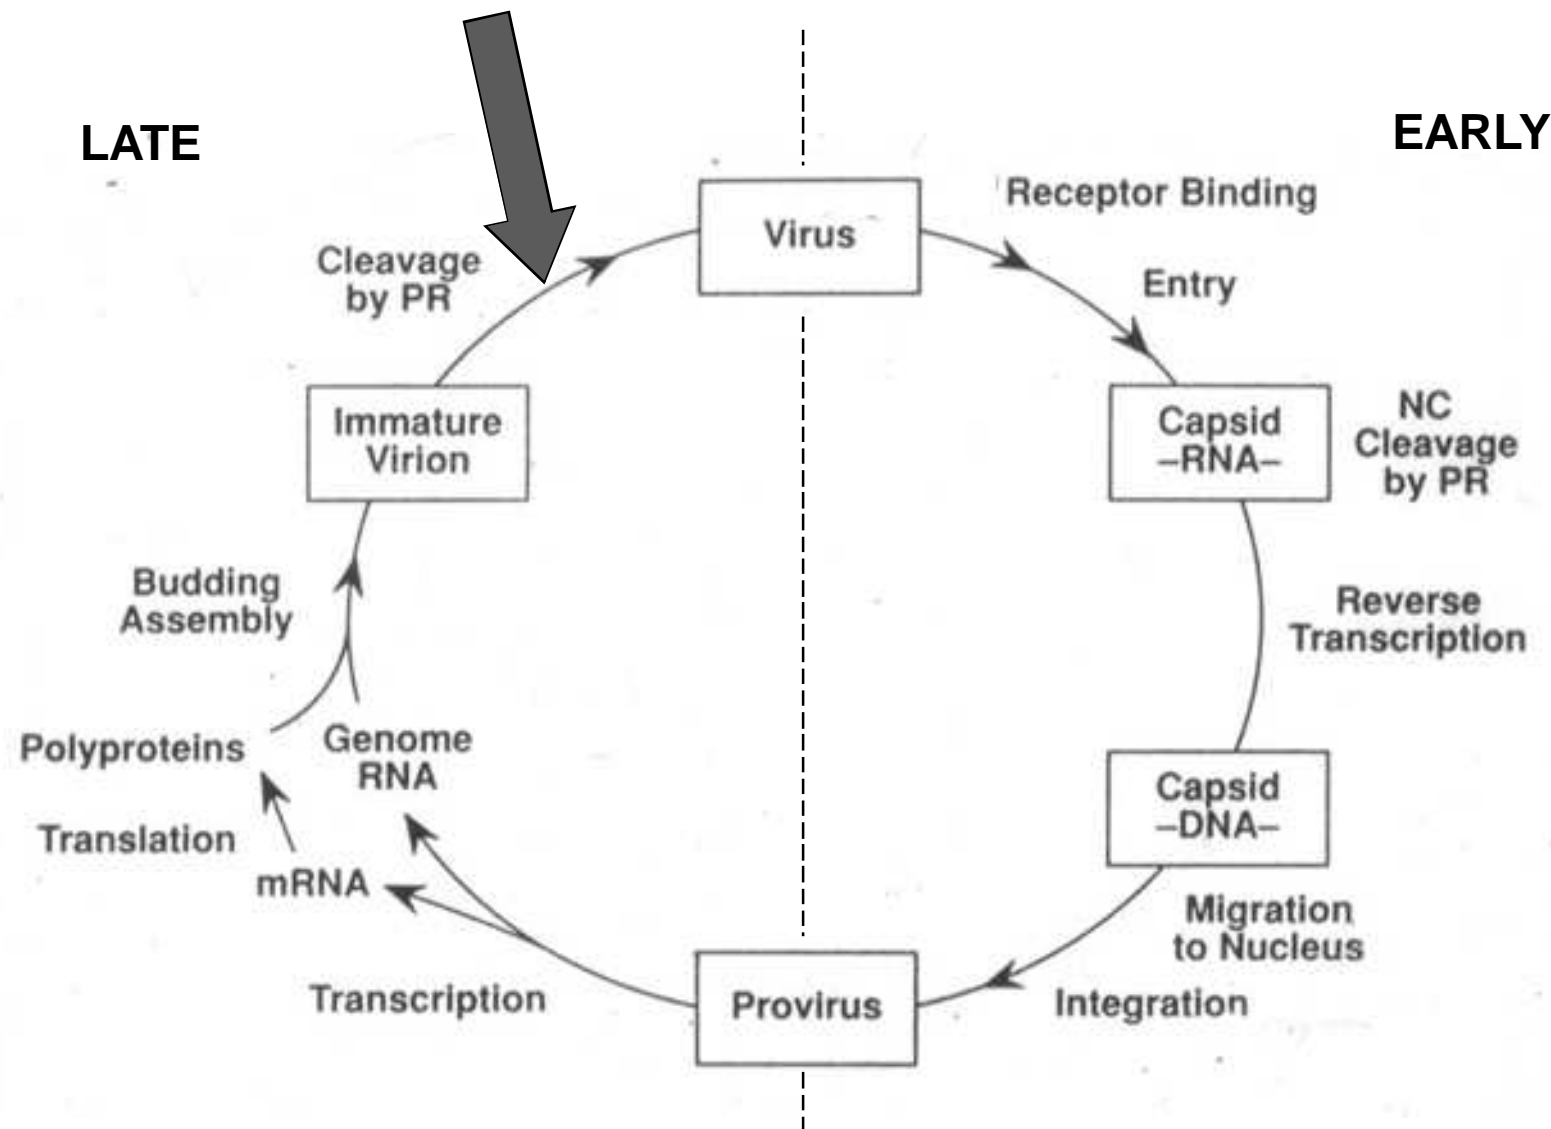 LATE
EARLY
Virus
Receptor Binding
Entry
Capsid
–RNA–
NC
Cleavage
by PR
Reverse
Transcription
Capsid
–DNA–
Migration
to Nucleus
Integration
Provirus
Transcription
mRNA
Translation
Genome
RNA
Polyproteins
Budding
Assembly
Immature
Virion
Cleavage
by PR